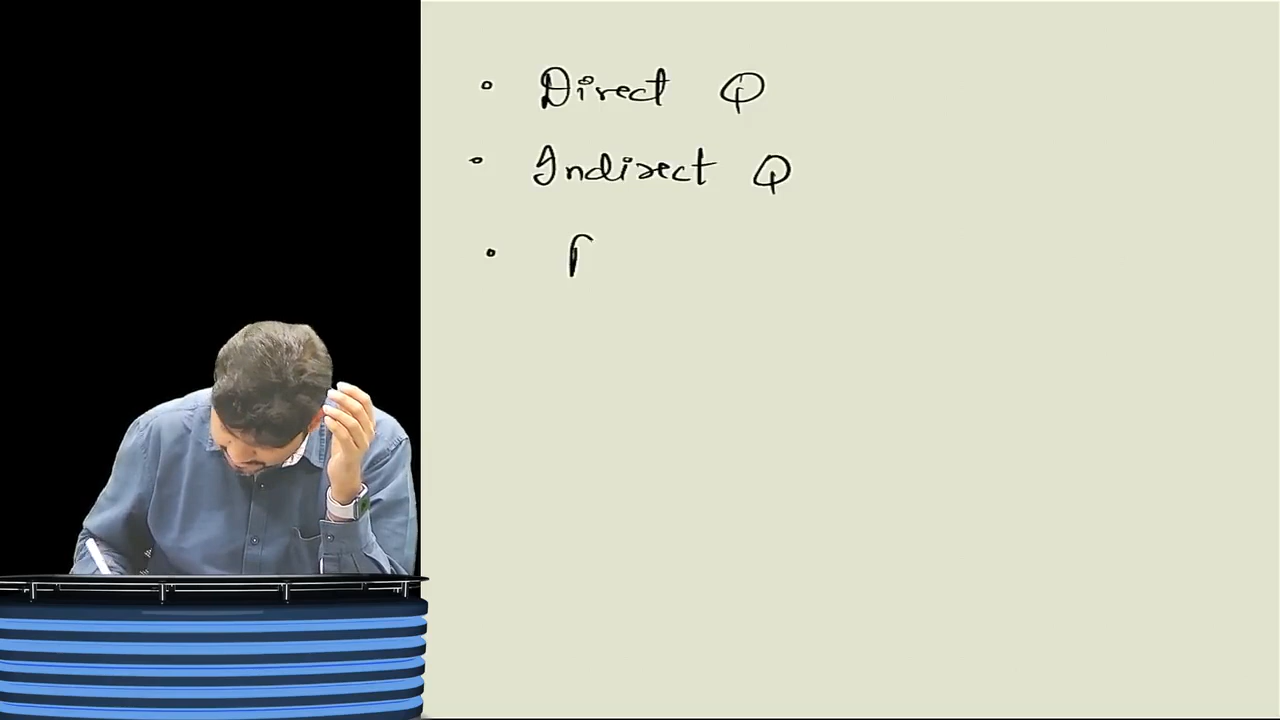 • Direct Q
• Indirect Q
•